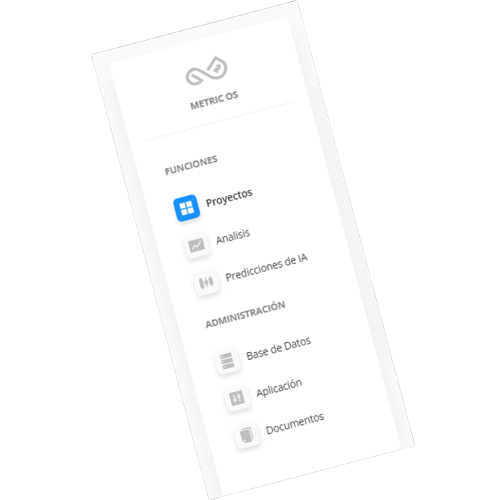 METRIC OS
FUNCIONES
Proyectos
Analisis
Predicciones de IA
ADMINISTRACIÓN
Base de Datos
Aplicación
Documentos